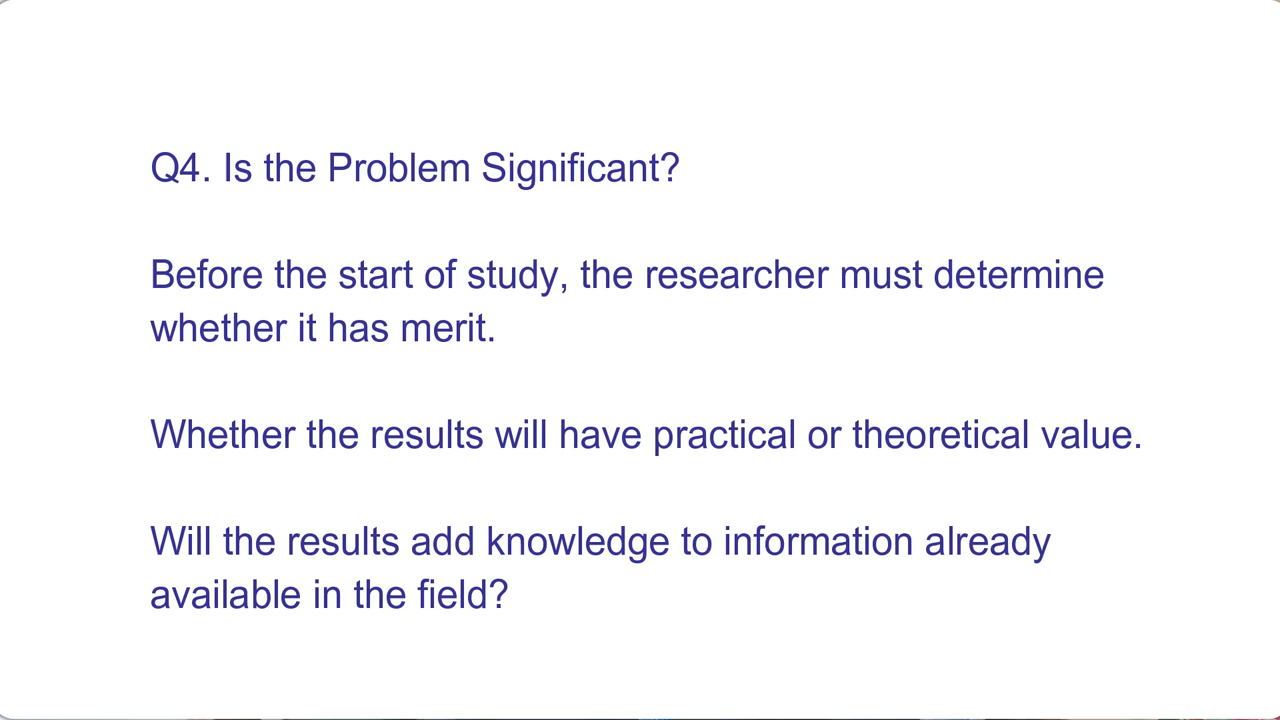 Q4. Is the Problem Significant?
Before the start of study, the researcher must determine
whether it has merit.
Whether the results will have practical or theoretical value.
Will the results add knowledge to information already
available in the field?